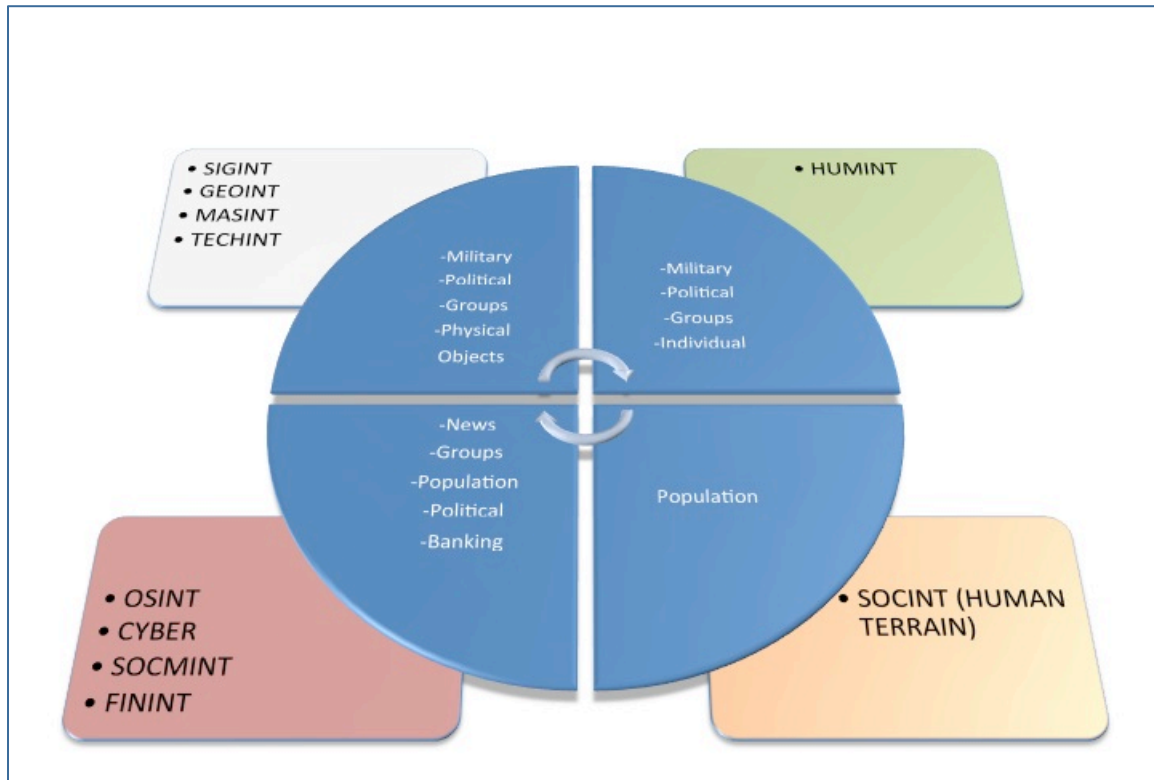 • SIGINT
• GEOINT
• MASINT
• TECHINT
• HUMINT
-Military
-Political
-Groups
-Physical
Objects
-Military
-Political
-Groups
-Individual
-News
-Groups
-Population
-Political
-Banking
Population
• OSINT
• CYBER
• SOCMINT
• FININT
• SOCINT (HUMAN
TERRAIN)